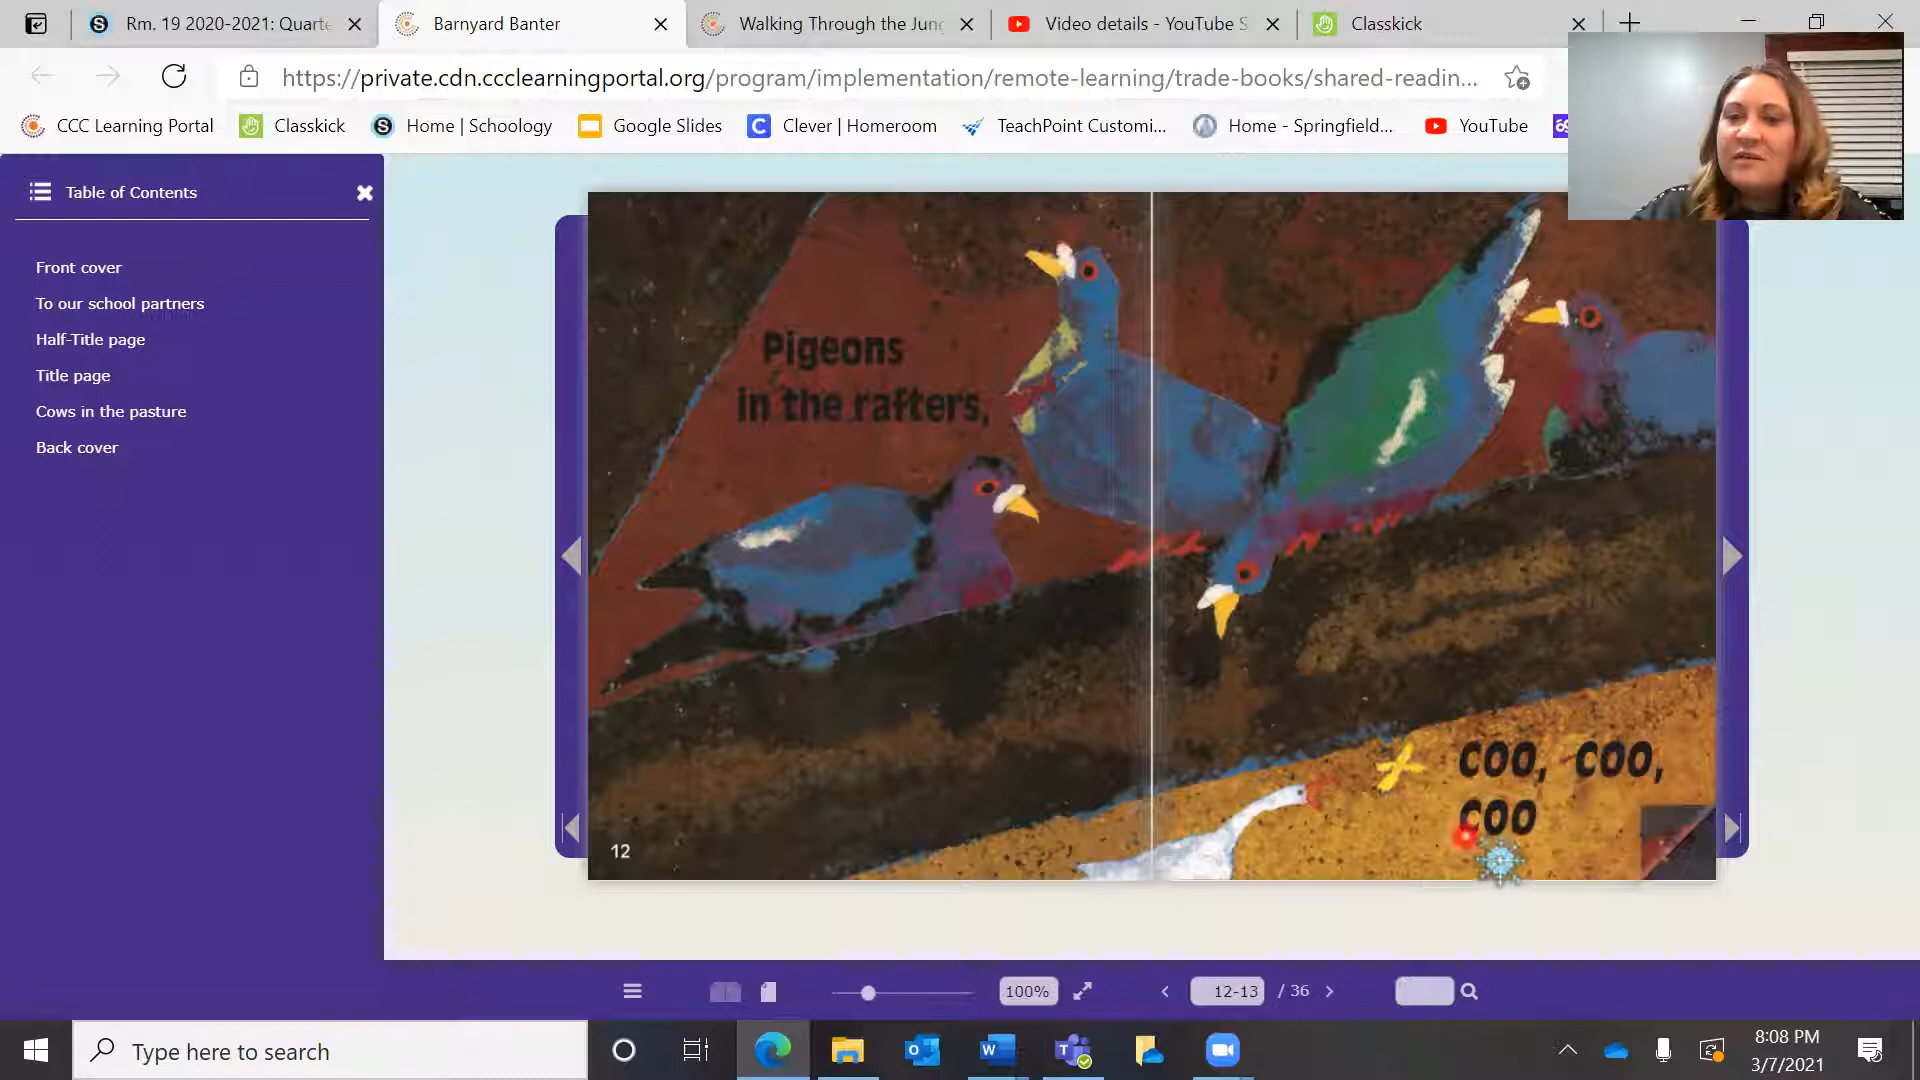 Rm. 19 2020-2021: Quarte
Barnyard Banter
Walking Through the Jung
Video details - YouTube S
Classkick
https://private.cdn.ccclearningportal.org/program/implementation/remote-learning/trade-books/shared-readin...
CCC Learning Portal
Classkick
Home | Schoology
Google Slides
Clever | Homeroom
TeachPoint Customi...
Home - Springfield...
YouTube
Table of Contents
Front cover
To our school partners
Half-Title page
Title page
Cows in the pasture
Back cover
Pigeons
in the rafters,
coo, coo,
coo
12
100%
12-13 / 36
Type here to search
8:08 PM
3/7/2021